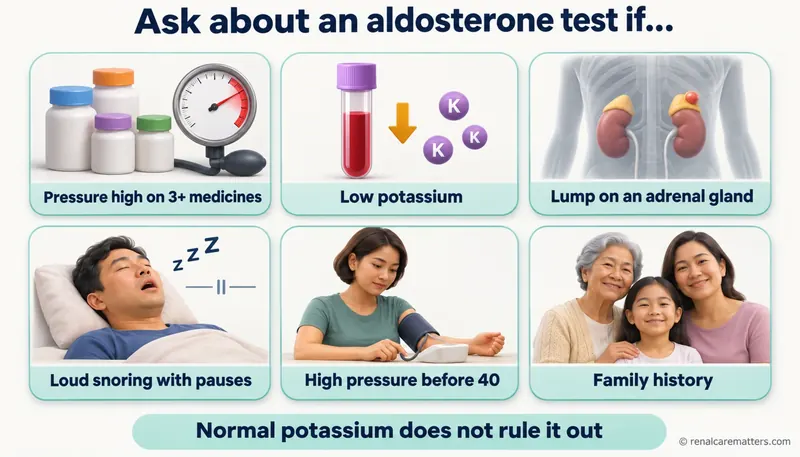 Ask about an aldosterone test if...
K
K
K
Pressure high on 3+ medicines
Low potassium
Lump on an adrenal gland
z z Z
Loud snoring with pauses
High pressure before 40
Family history
Normal potassium does not rule it out
© renalcarematters.com